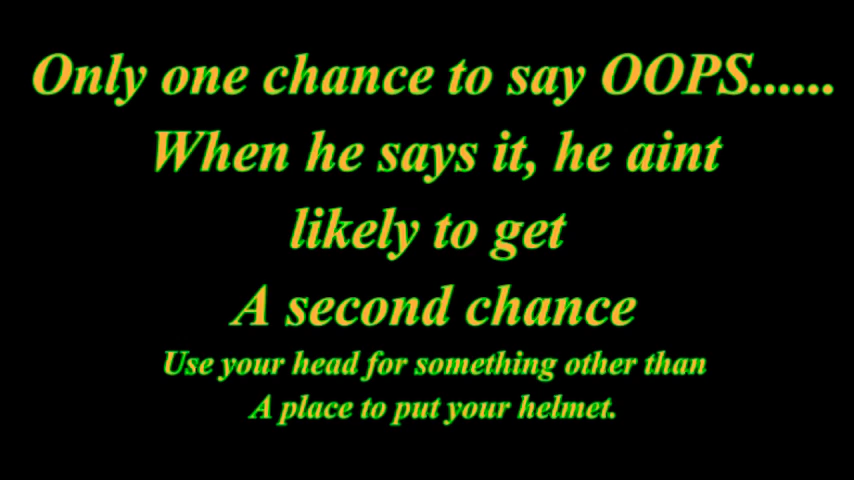 Only one chance to say OOPS......
When he says it, he aint
likely to get
A second chance
Use your head for something other than
A place to put your helmet.